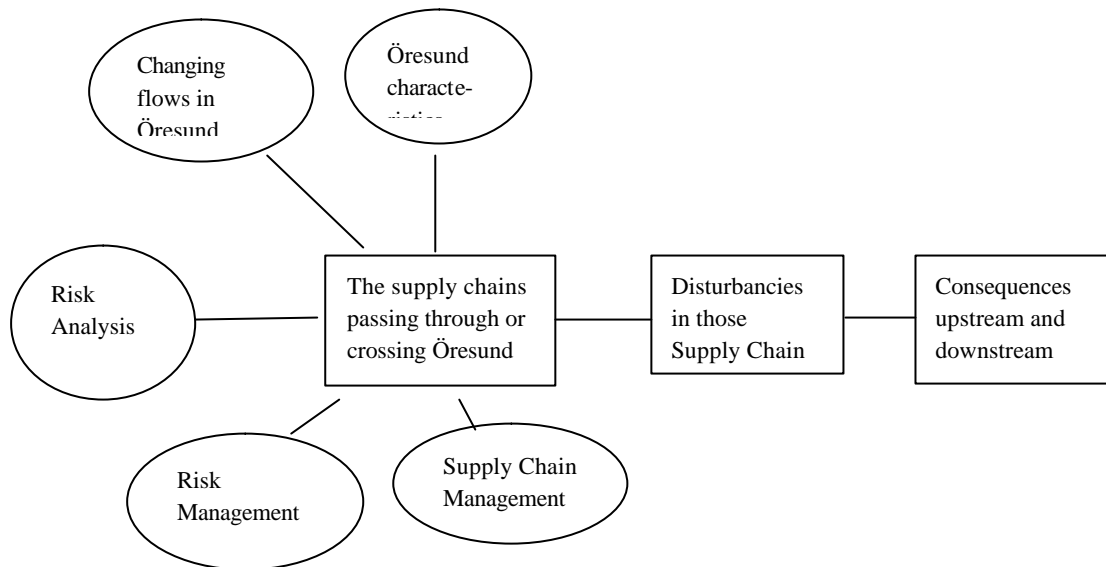 Changing
flows in
Öresund
Öresund
characte-
ristics
Risk
Analysis
The supply chains
passing through or
crossing Öresund
Disturbancies
in those
Supply Chain
Consequences
upstream and
downstream
Risk
Management
Supply Chain
Management